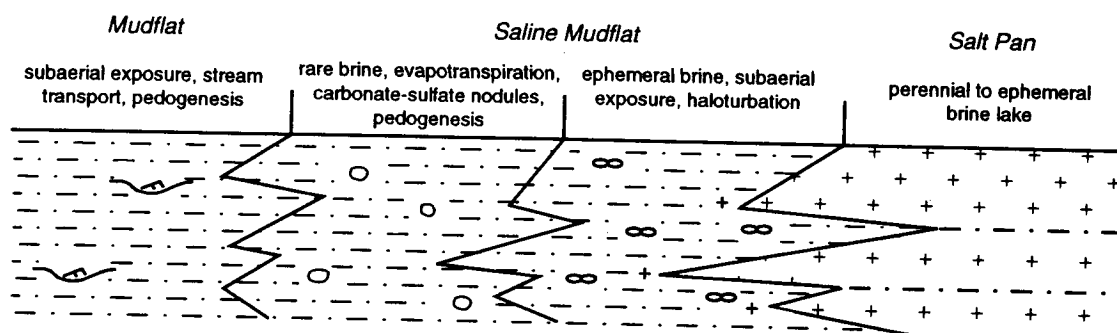 Mudflat
subaerial exposure, stream
transport, pedogenesis
Saline Mudflat
rare brine, evapotranspiration,
carbonate-sulfate nodules,
pedogenesis
ephemeral brine, subaerial
exposure, haloturbation
Salt Pan
perennial to ephemeral
brine lake